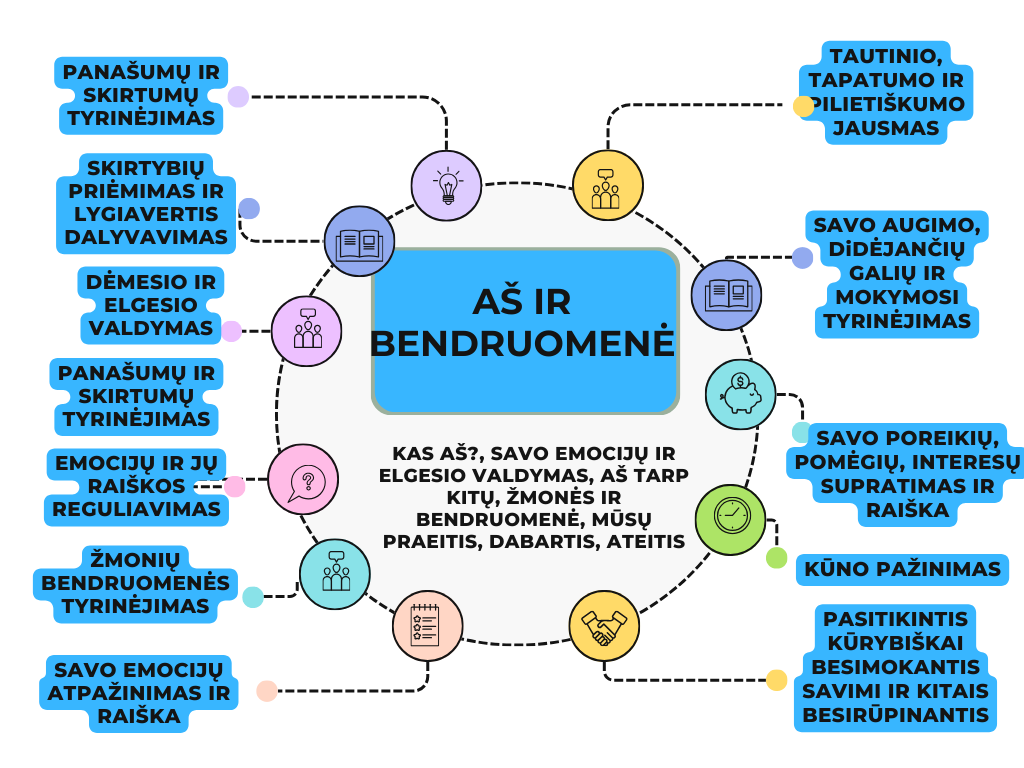 PANAŠUMŲ IR
SKIRTUMŲ
TYRINĖJIMAS
SKIRTYBIŲ
PRIĖMIMAS IR
LYGIAVERTIS
DALYVAVIMAS
DĖMESIO IR
ELGESIO
VALDYMAS
PANAŠUMŲ IR
SKIRTUMŲ
TYRINĖJIMAS
EMOCIJŲ IR JŲ
RAIŠKOS
REGULIAVIMAS
ŽMONIŲ
BENDRUOMENĖS
TYRINĖJIMAS
SAVO EMOCIJŲ
ATPAŽINIMAS IR
RAIŠKA
AŠ IR
BENDRUOMENĖ
KAS AŠ?, SAVO EMOCIJŲ IR
ELGESIO VALDYMAS, AŠ TARP
KITŲ, ŽMONĖS IR
BENDRUOMENĖ, MŪSŲ
PRAEITIS, DABARTIS, ATEITIS
TAUTINIO,
TAPATUMO IR
PILIETIŠKUMO
JAUSMAS
SAVO AUGIMO,
DiDĖJANČIŲ
GALIŲ IR
MOKYMOSI
TYRINĖJIMAS
$
SAVO POREIKIŲ,
POMĖGIŲ, INTERESŲ
SUPRATIMAS IR
RAIŠKA
KŪNO PAŽINIMAS
PASITIKINTIS
KŪRYBIŠKAI
BESIMOKANTIS
SAVIMI IR KITAIS
BESIRŪPINANTIS
?